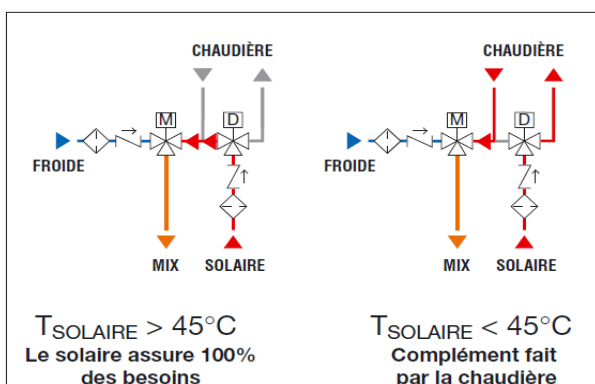 CHAUDIÈRE
CHAUDIÈRE
M
D
M
D
FROIDE
FROIDE
MIX
SOLAIRE
MIX
SOLAIRE
TSOLAIRE > 45°C
TSOLAIRE < 45°C
Le solaire assure 100%
des besoins
Complément fait
par la chaudière